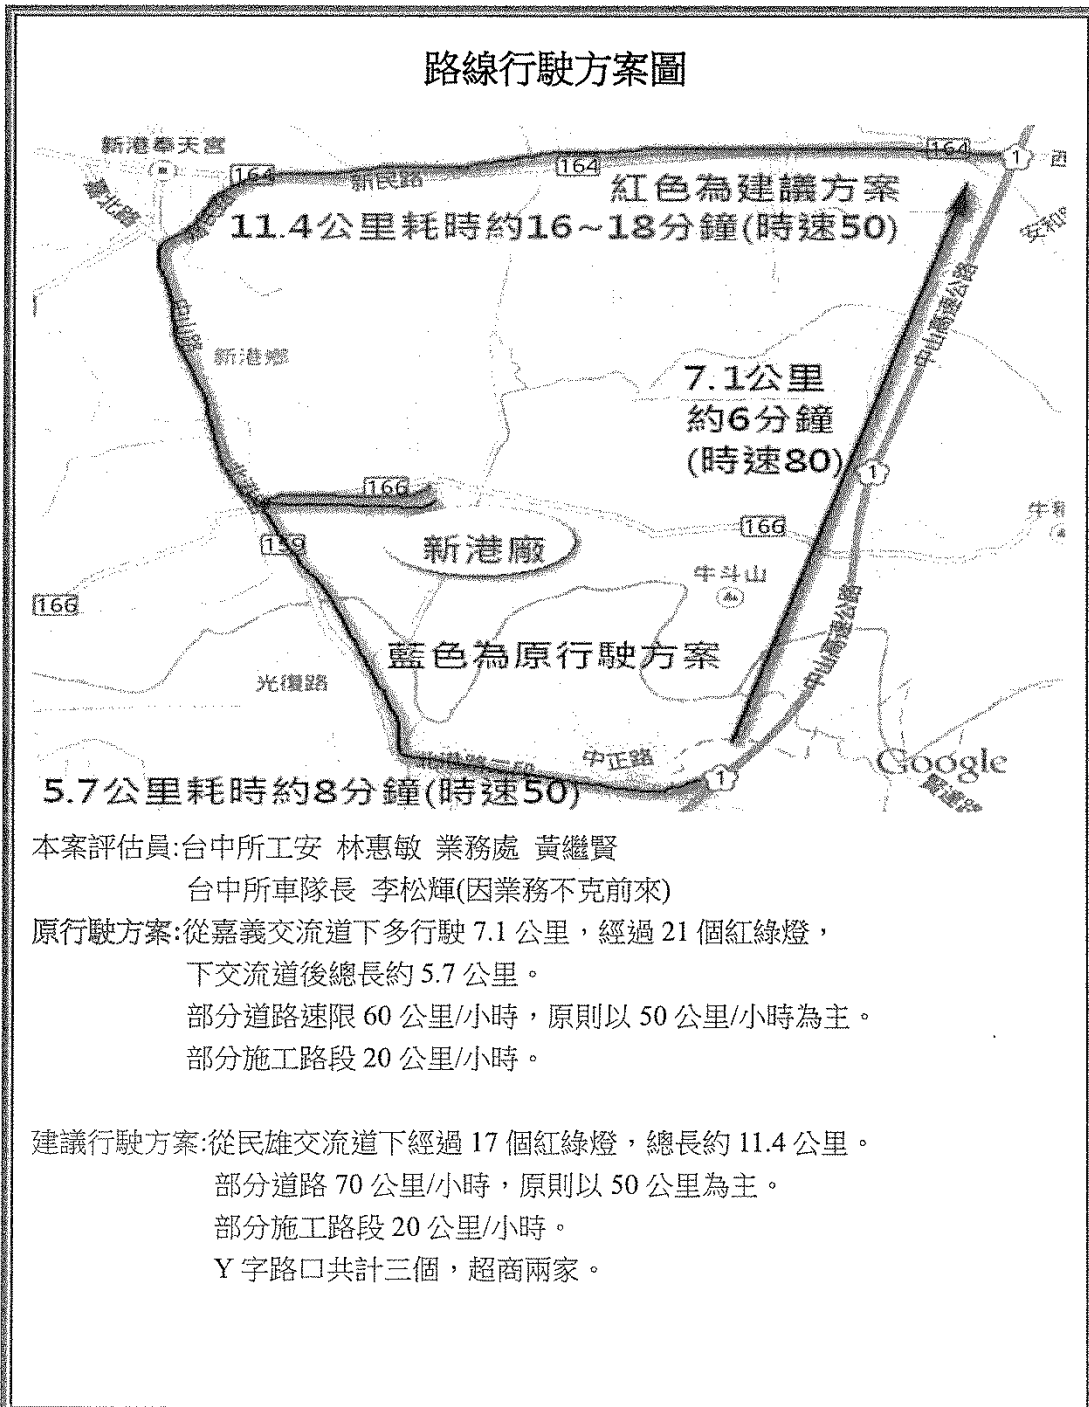 路線行駛方案圖
新港奉天宮
164
新民路
164
164
1
西
紅色為建議方案
11.4公里耗時約16~18分鐘(時速50)
中山路
新港鄉
中山高速公路
7.1公里
約6分鐘
(時速80)
1
166
新港廠
166
159
牛斗山
166
中山高速公路
藍色為原行駛方案
光復路
中正路
1
Google
5.7公里耗時約8分鐘(時速50)
本案評估員:台中所工安 林惠敏 業務處 黃繼賢
台中所車隊長 李松輝(因業務不克前來)
原行駛方案:從嘉義交流道下多行駛 7.1 公里，經過 21 個紅綠燈，
下交流道後總長約 5.7 公里。
部分道路速限 60 公里/小時，原則以 50 公里/小時為主。
部分施工路段 20 公里/小時。
建議行駛方案:從民雄交流道下經過 17 個紅綠燈，總長約 11.4 公里。
部分道路 70 公里/小時，原則以 50 公里為主。
部分施工路段 20 公里/小時。
Y 字路口共計三個，超商兩家。